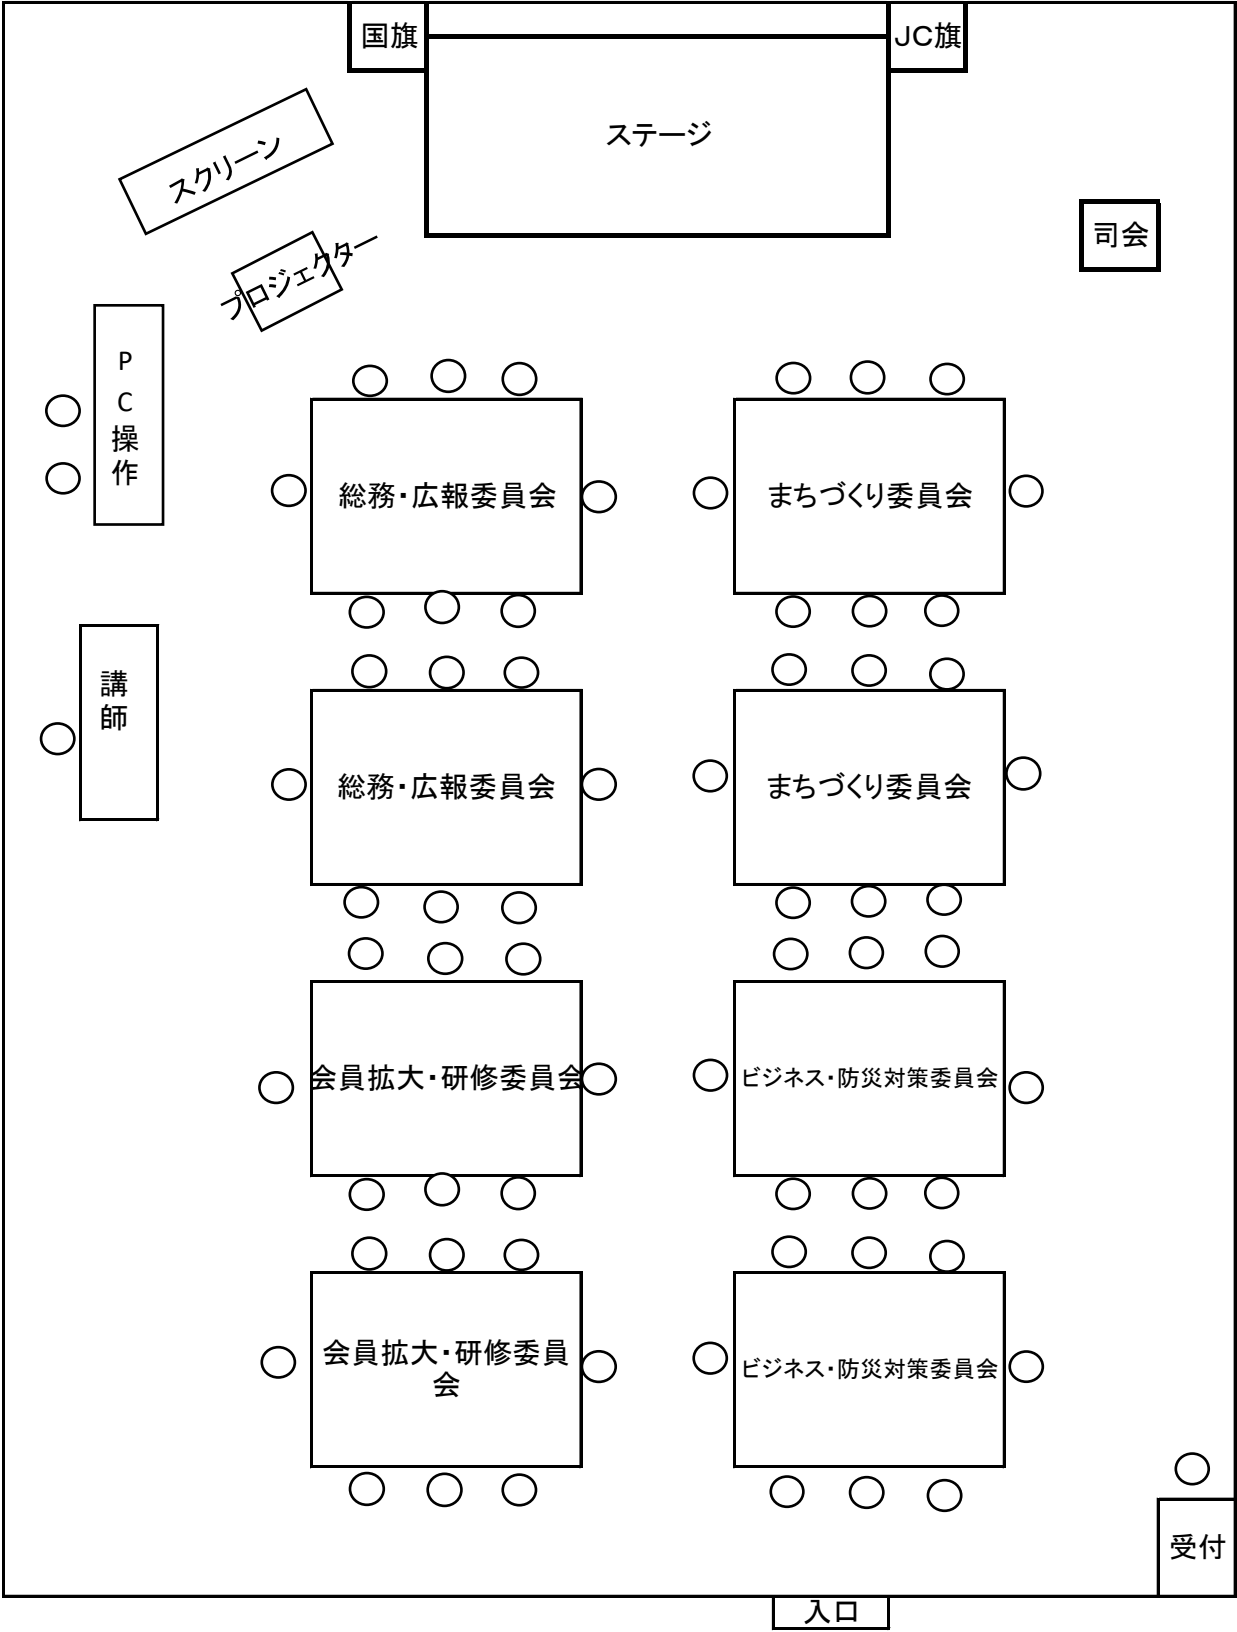 国旗
JC旗
ステージ
スクリーン
司会
プロジェクター
P
C
操
作
総務・広報委員会
まちづくり委員会
講
師
総務・広報委員会
まちづくり委員会
会員拡大・研修委員会
ビジネス・防災対策委員会
会員拡大・研修委員
会
ビジネス・防災対策委員会
受付
入口